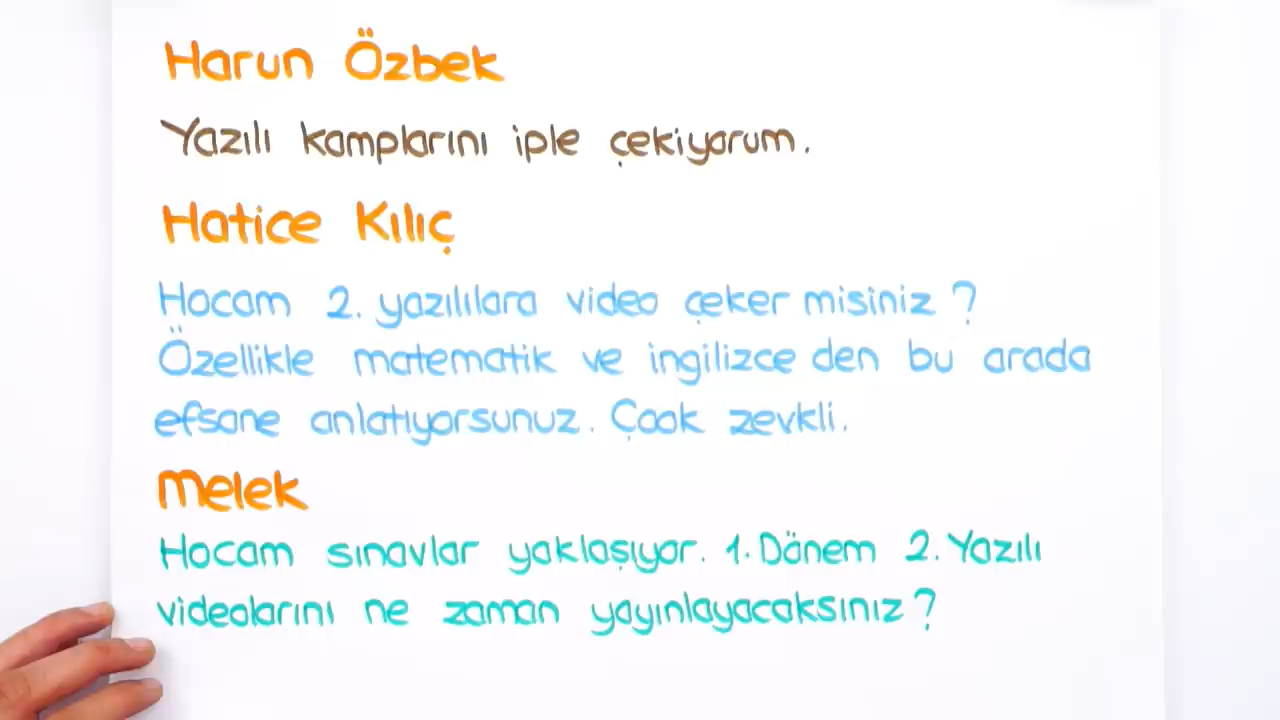 Harun Özbek
Yazılı kamplarını iple çekiyorum.
Hatice Kılıç
Hocam 2. yazılılara video çeker misiniz?
Özellikle matematik ve ingilizce den bu arada
efsane anlatıyorsunuz. Çook zevkli.
Melek
Hocam sınavlar yaklaşıyor. 1. Dönem 2. Yazılı
videolarını ne zaman yayınlayacaksınız?